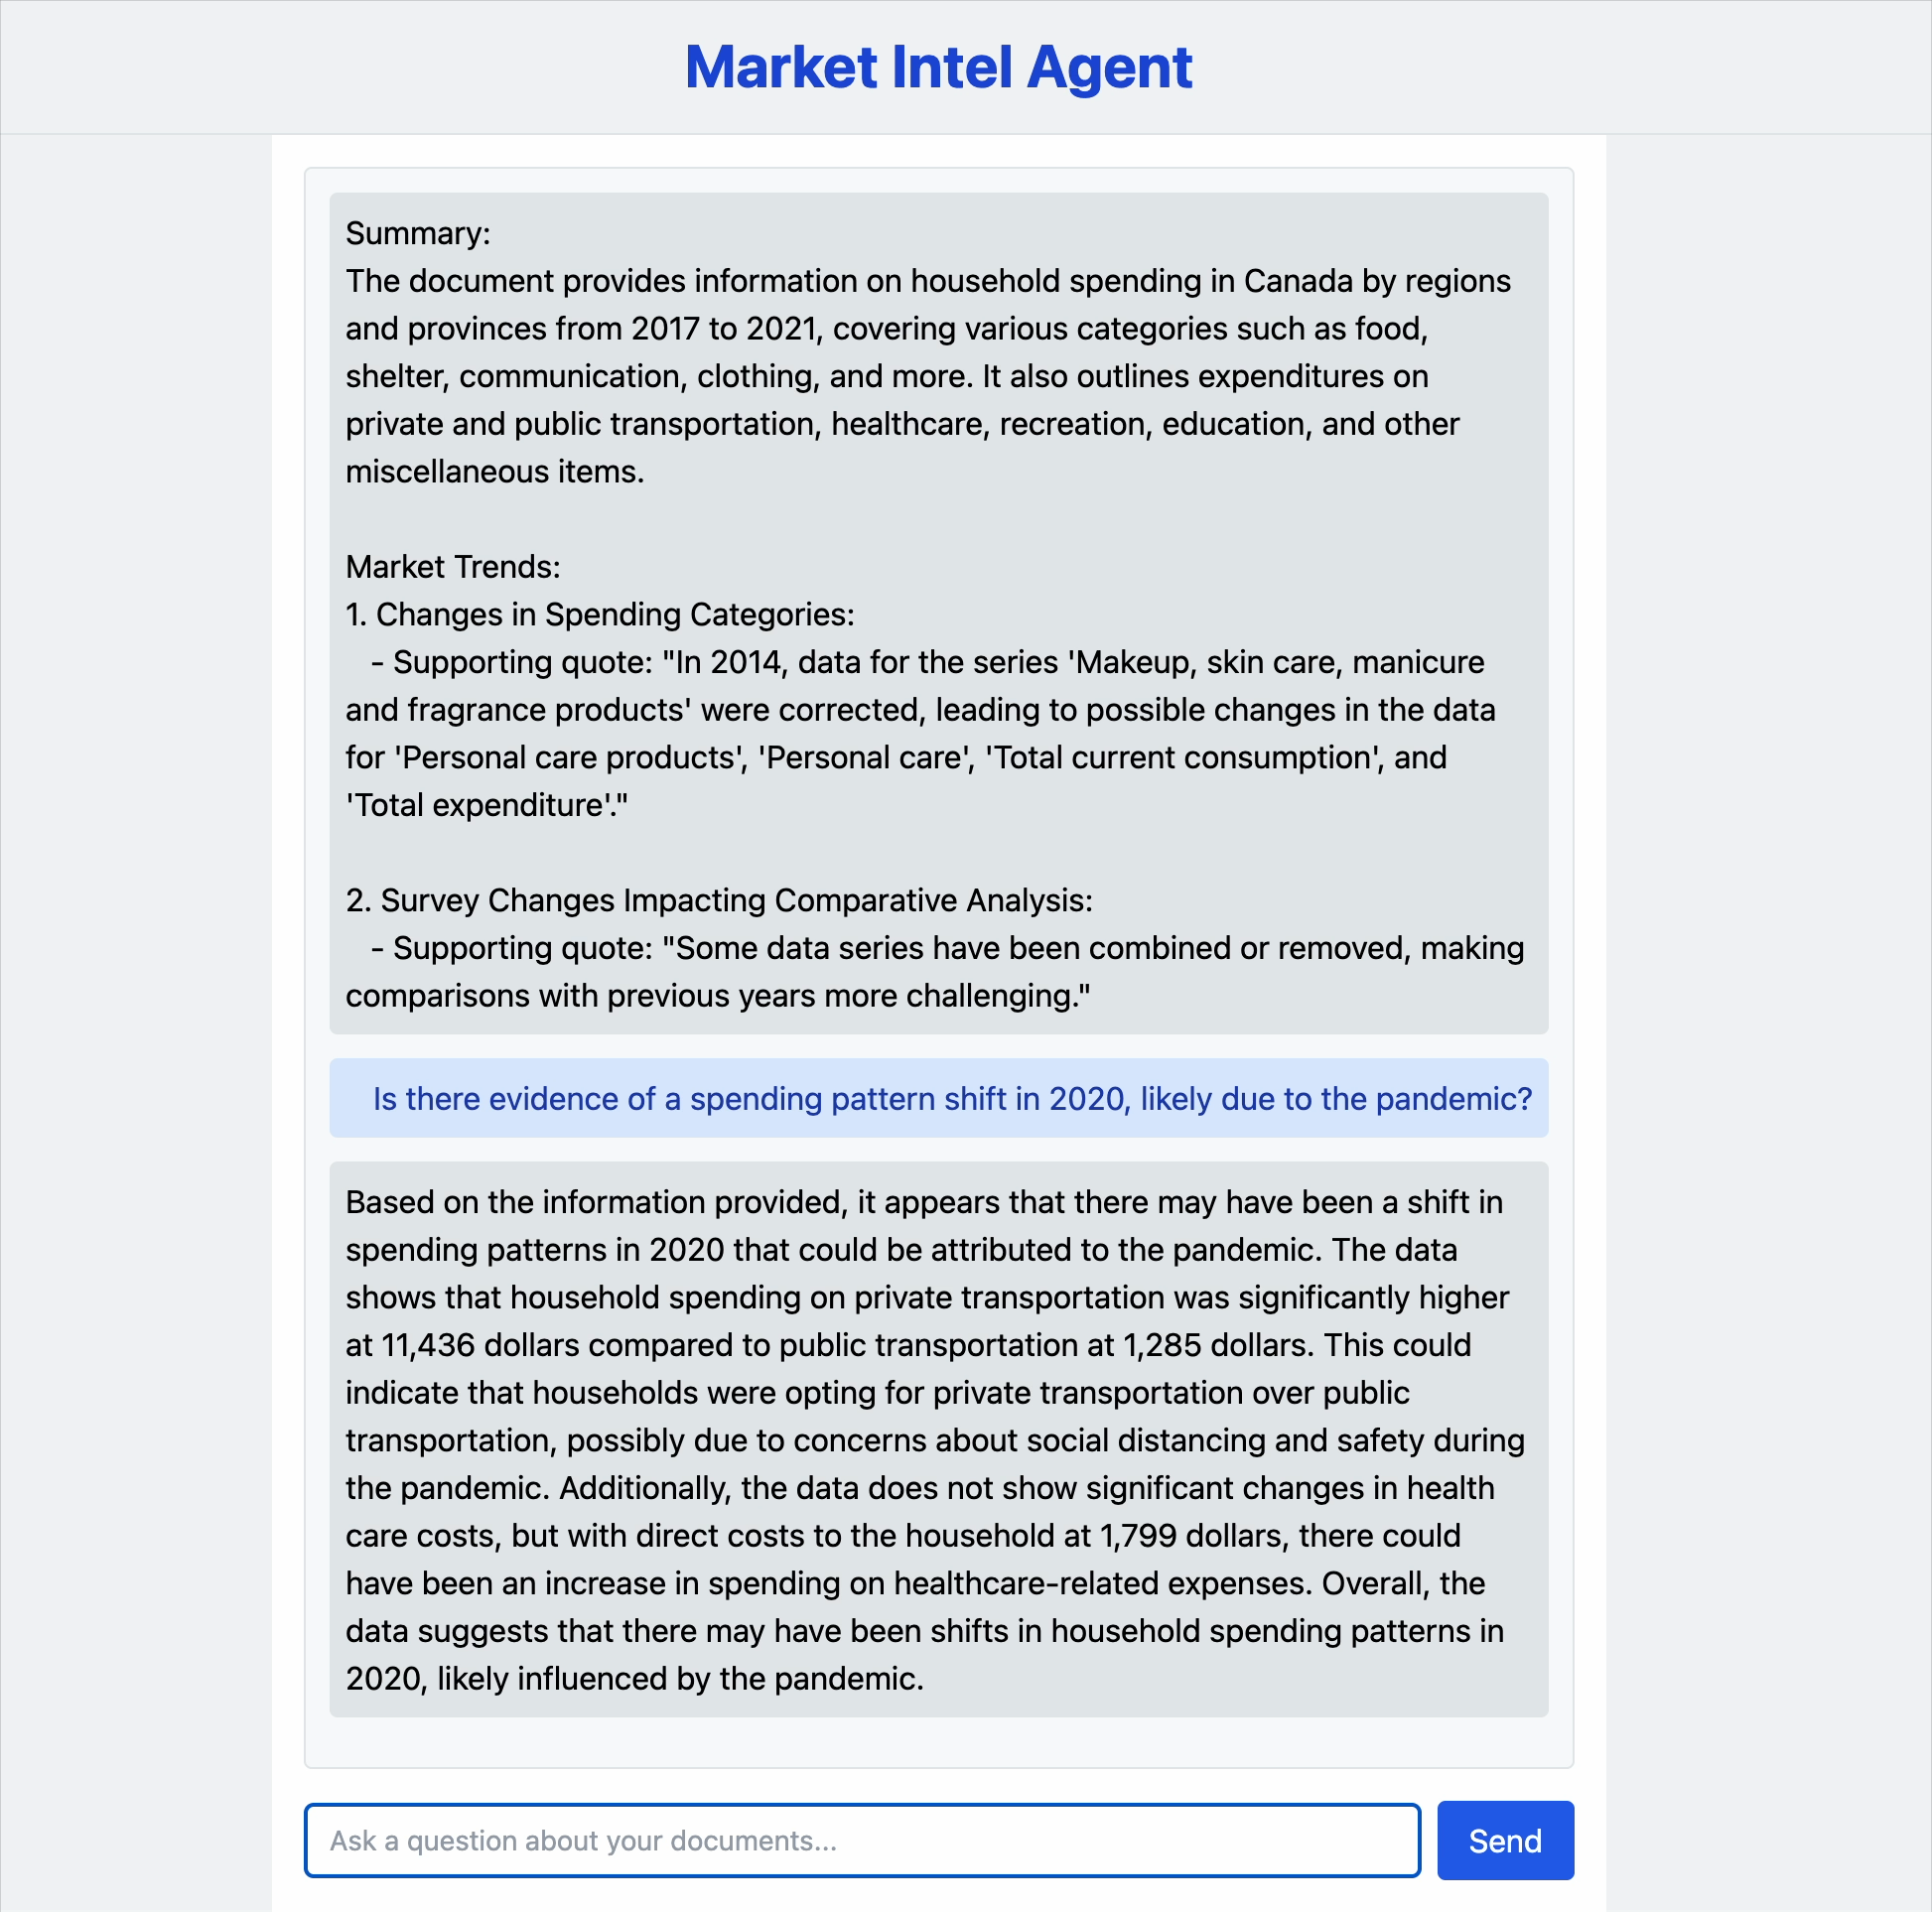 Market Intel Agent
Summary:
The document provides information on household spending in Canada by regions
and provinces from 2017 to 2021, covering various categories such as food,
shelter, communication, clothing, and more. It also outlines expenditures on
private and public transportation, healthcare, recreation, education, and other
miscellaneous items.
Market Trends:
1. Changes in Spending Categories:
- Supporting quote: "In 2014, data for the series 'Makeup, skin care, manicure
and fragrance products' were corrected, leading to possible changes in the data
for 'Personal care products', 'Personal care', 'Total current consumption', and
'Total expenditure'."
2. Survey Changes Impacting Comparative Analysis:
- Supporting quote: "Some data series have been combined or removed, making
comparisons with previous years more challenging."
Is there evidence of a spending pattern shift in 2020, likely due to the pandemic?
Based on the information provided, it appears that there may have been a shift in
spending patterns in 2020 that could be attributed to the pandemic. The data
shows that household spending on private transportation was significantly higher
at 11,436 dollars compared to public transportation at 1,285 dollars. This could
indicate that households were opting for private transportation over public
transportation, possibly due to concerns about social distancing and safety during
the pandemic. Additionally, the data does not show significant changes in health
care costs, but with direct costs to the household at 1,799 dollars, there could
have been an increase in spending on healthcare-related expenses. Overall, the
data suggests that there may have been shifts in household spending patterns in
2020, likely influenced by the pandemic.
Ask a question about your documents...
Send